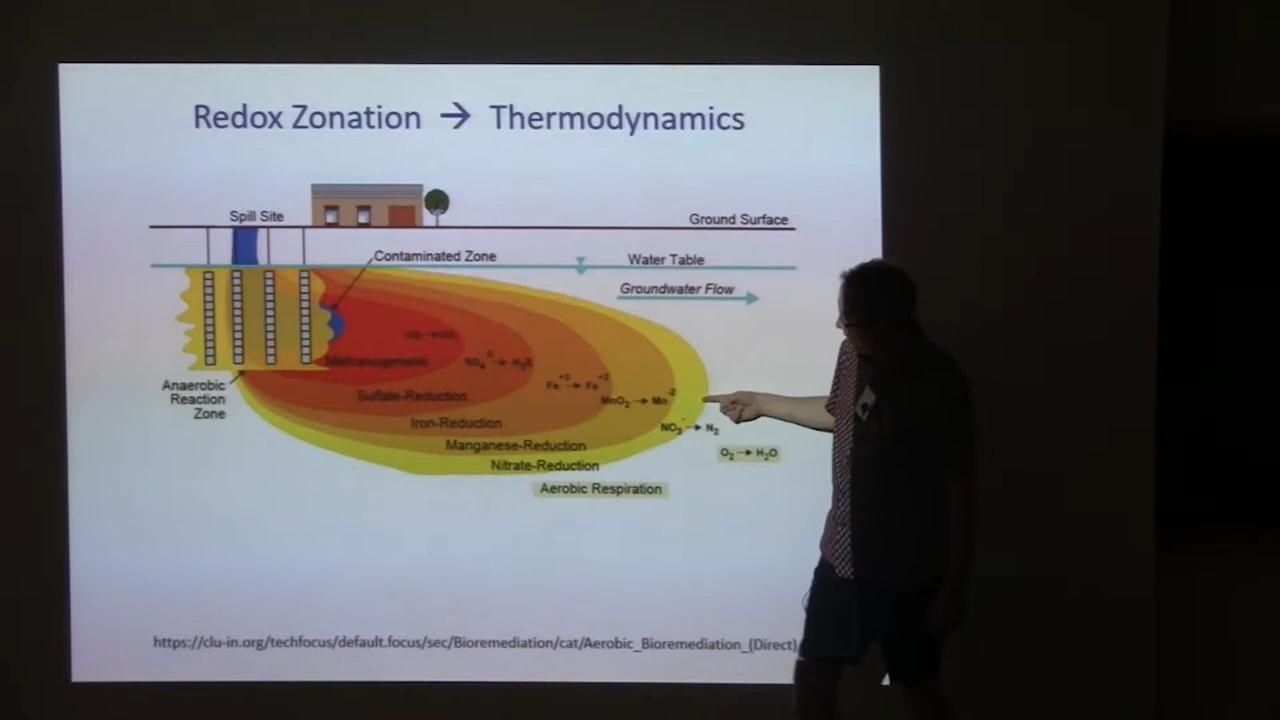 Redox Zonation → Thermodynamics
Spill Site
Ground Surface
Contaminated Zone
Water Table
Groundwater Flow
Methanogenesis
Anaerobic
Reaction
Zone
Sulfate-Reduction
Fe+3 → Fe+2
MnO2 → Mn-2
Iron-Reduction
NO3- → N2
Manganese-Reduction
O2 → H2O
Nitrate-Reduction
Aerobic Respiration
https://clu-in.org/techfocus/default.focus/sec/Bioremediation/cat/Aerobic_Bioremediation_(Direct)